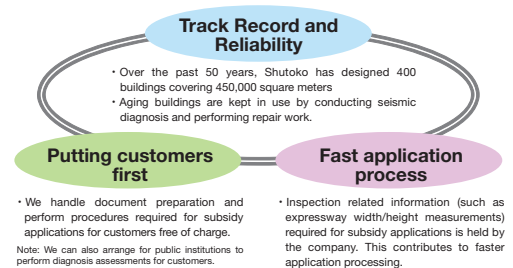 Track Record and
Reliability
・Over the past 50 years, Shutoko has designed 400
buildings covering 450,000 square meters
・Aging buildings are kept in use by conducting seismic
diagnosis and performing repair work.
Putting customers
first
・We handle document preparation and
perform procedures required for subsidy
applications for customers free of charge.
Note: We can also arrange for public institutions to
perform diagnosis assessments for customers.
Fast application
process
・Inspection related information (such as
expressway width/height measurements)
required for subsidy applications is held by
the company. This contributes to faster
application processing.